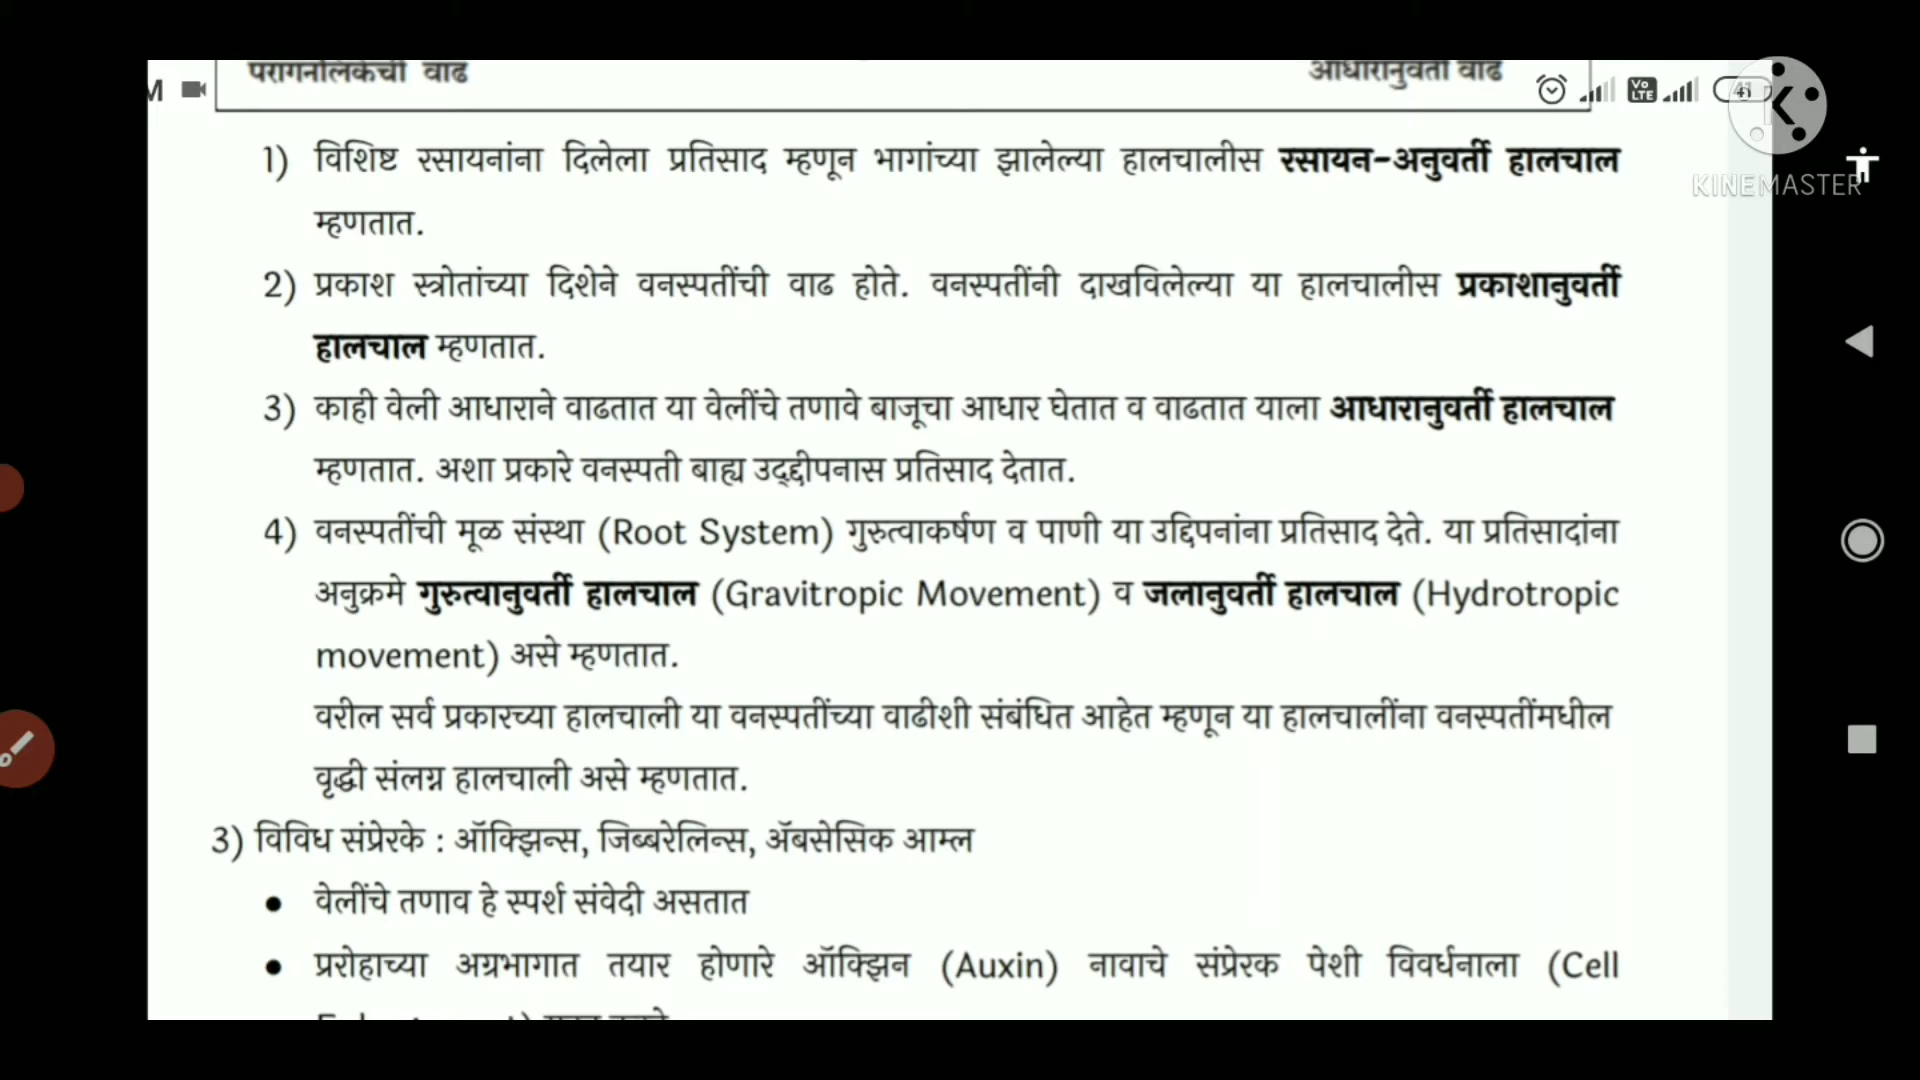 परागनलिकेची वाढ आधारानुवर्ती वाढ
M Vo LTE 41
1) विशिष्ट रसायनांना दिलेला प्रतिसाद म्हणून भागांच्या झालेल्या हालचालीस रसायन-अनुवर्ती हालचाल
KINEMASTER
म्हणतात.
2) प्रकाश स्त्रोतांच्या दिशेने वनस्पतींची वाढ होते. वनस्पतींनी दाखविलेल्या या हालचालीस प्रकाशानुवर्ती
हालचाल म्हणतात.
3) काही वेली आधाराने वाढतात या वेलींचे तणावे बाजूचा आधार घेतात व वाढतात याला आधारानुवर्ती हालचाल
म्हणतात. अशा प्रकारे वनस्पती बाह्य उद्द्दीपनास प्रतिसाद देतात.
4) वनस्पतींची मूळ संस्था (Root System) गुरुत्वाकर्षण व पाणी या उद्दिपनांना प्रतिसाद देते. या प्रतिसादांना
अनुक्रमे गुरुत्वानुवर्ती हालचाल (Gravitropic Movement) व जलानुवर्ती हालचाल (Hydrotropic
movement) असे म्हणतात.
वरील सर्व प्रकारच्या हालचाली या वनस्पतींच्या वाढीशी संबंधित आहेत म्हणून या हालचालींना वनस्पतींमधील
वृद्धी संलग्न हालचाली असे म्हणतात.
3) विविध संप्रेरके : ऑक्झिन्स, जिब्बरेलिन्स, ॲबसेसिक आम्ल
● वेलींचे तणाव हे स्पर्श संवेदी असतात
● प्ररोहाच्या अग्रभागात तयार होणारे ऑक्झिन (Auxin) नावाचे संप्रेरक पेशी विवर्धनाला (Cell